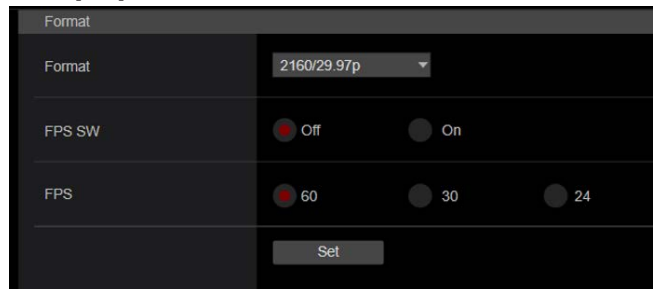 Format
Format 2160/29.97p
FPS SW Off On
FPS 60 30 24
Set